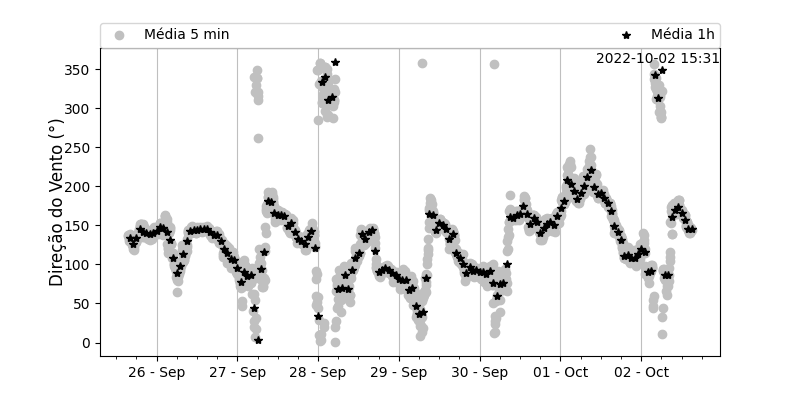 Média 5 min
Média 1h
2022-10-02 15:31
Direção do Vento (°)
350
300
250
200
150
100
50
0
26 - Sep
27 - Sep
28 - Sep
29 - Sep
30 - Sep
01 - Oct
02 - Oct